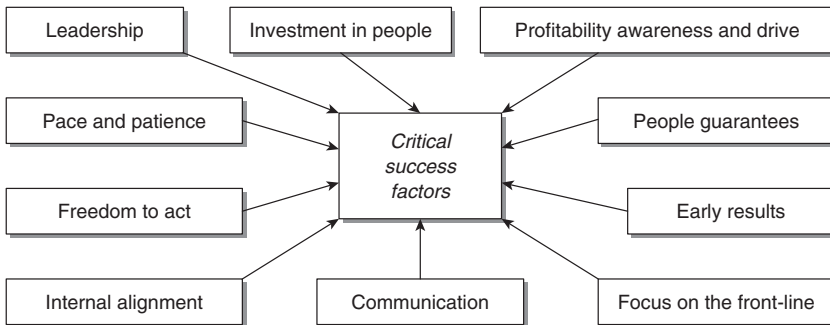 Leadership
Investment in people
Profitability awareness and drive
Pace and patience
Critical
success
factors
People guarantees
Freedom to act
Early results
Internal alignment
Communication
Focus on the front-line